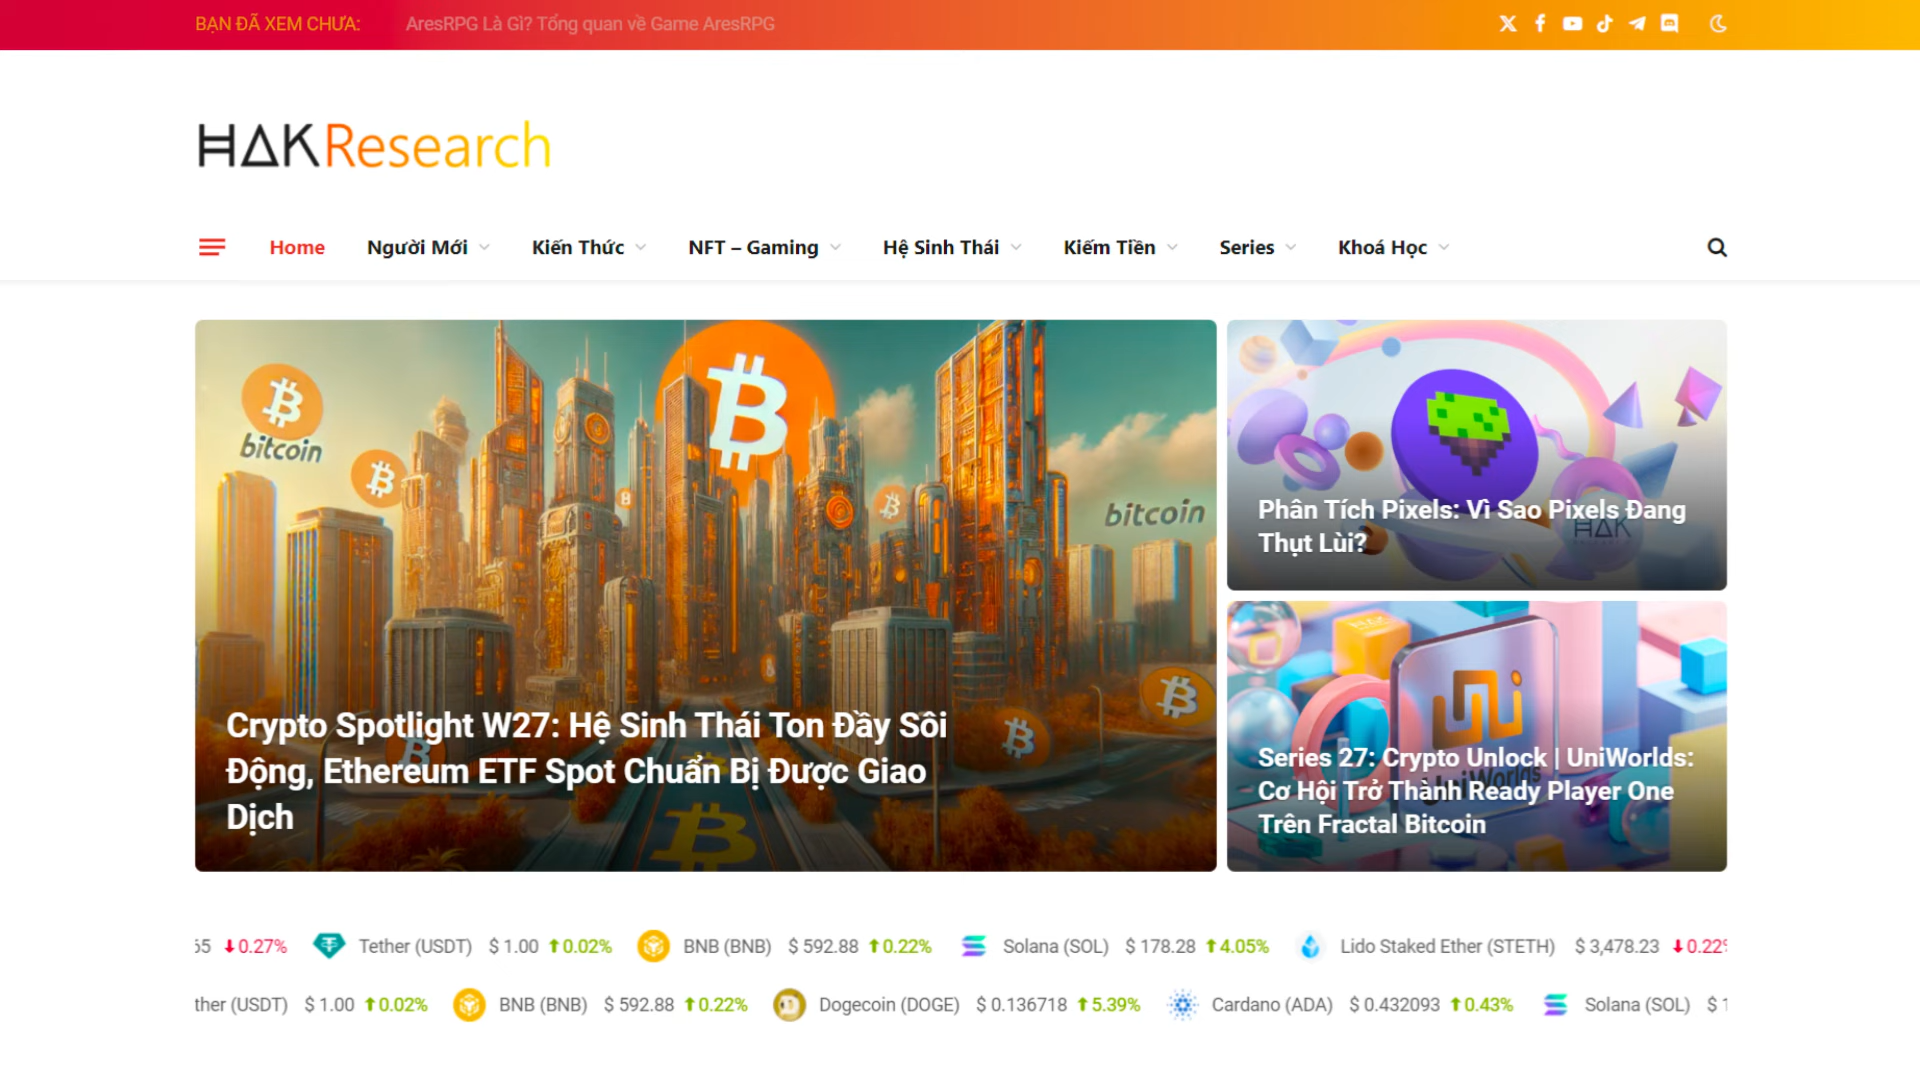 BẠN ĐÃ XEM CHƯA:
AresRPG Là Gì? Tổng quan về Game AresRPG
HAKResearch
Home
Người Mới
Kiến Thức
NFT – Gaming
Hệ Sinh Thái
Kiếm Tiền
Series
Khoá Học
bitcoin
bitcoin
Crypto Spotlight W27: Hệ Sinh Thái Ton Đầy Sôi
Động, Ethereum ETF Spot Chuẩn Bị Được Giao
Dịch
HAK
Phân Tích Pixels: Vì Sao Pixels Đang
Thụt Lùi?
UniWorlds
Series 27: Crypto Unlock | UniWorlds:
Cơ Hội Trở Thành Ready Player One
Trên Fractal Bitcoin
65 0.27% Tether (USDT) $ 1.00 0.02% BNB (BNB) $ 592.88 0.22% Solana (SOL) $ 178.28 4.05% Lido Staked Ether (STETH) $ 3,478.23 0.22%
ther (USDT) $ 1.00 0.02% BNB (BNB) $ 592.88 0.22% Dogecoin (DOGE) $ 0.136718 5.39% Cardano (ADA) $ 0.432093 0.43% Solana (SOL) $ 1